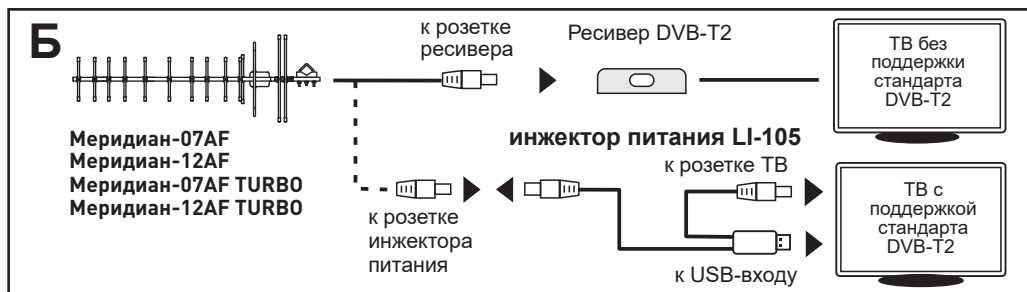 Б
к розетке
ресивера
Ресивер DVB-T2
ТВ без
поддержки
стандарта
DVB-T2
Меридиан-07AF
Меридиан-12AF
Меридиан-07AF TURBO
Меридиан-12AF TURBO
инжектор питания LI-105
к розетке ТВ
к розетке
инжектора
питания
к USB-входу
ТВ с
поддержкой
стандарта
DVB-T2